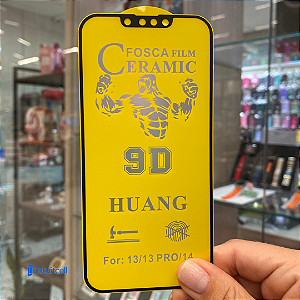 FOSCA FILM
CERAMIC
9D
HUANG
For: 13/13 PRO/14